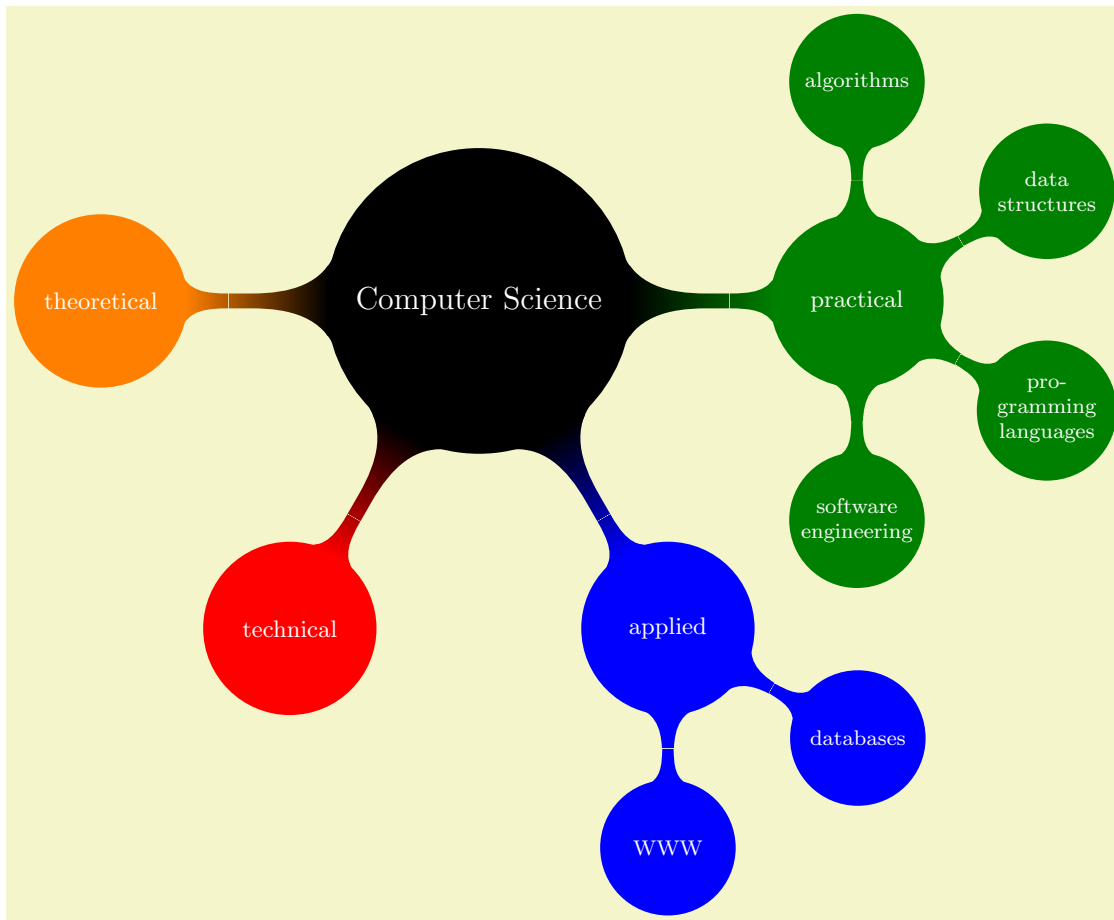 algorithms
data
structures
theoretical
Computer Science
practical
pro-
gramming
languages
software
engineering
technical
applied
databases
WWW